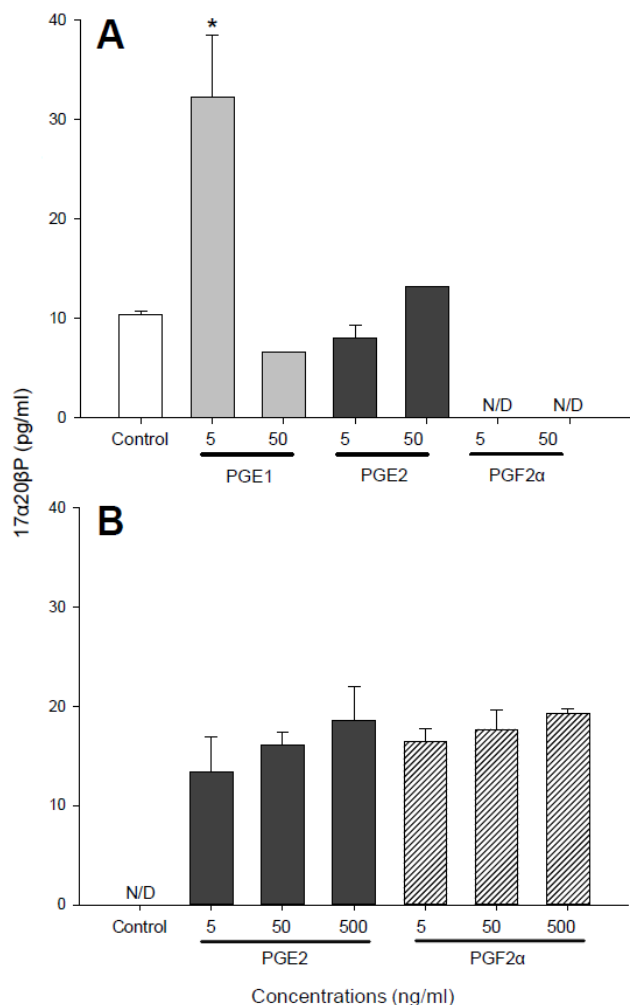 A
*
40
30
20
10
0
N/D N/D
Control 5 50 5 50 5 50
PGE1 PGE2 PGF2α
17α20βP (pg/ml)
B
40
30
20
10
0
N/D
Control 5 50 500 5 50 500
PGE2 PGF2α
Concentrations (ng/ml)